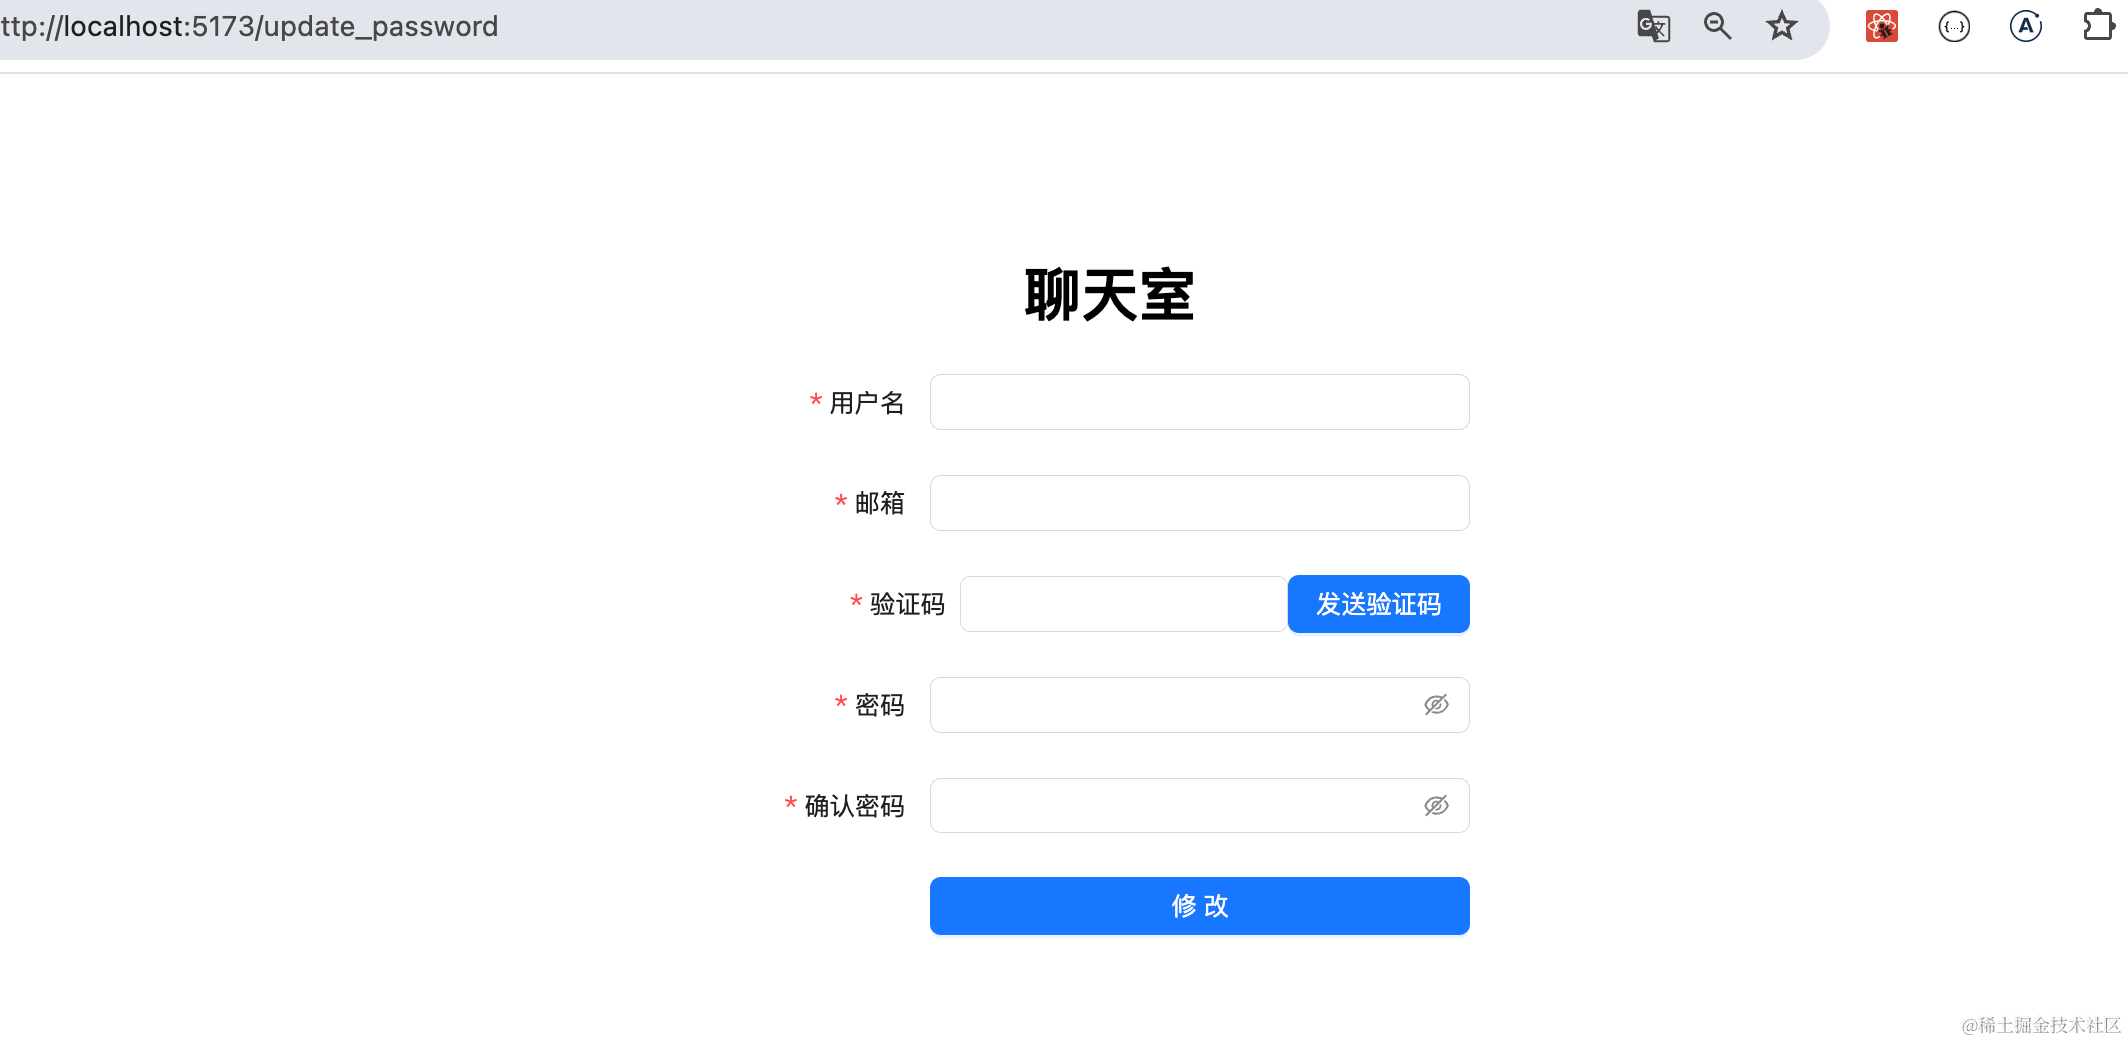 ttp://localhost:5173/update_password
聊天室
* 用户名
* 邮箱
* 验证码 发送验证码
* 密码
* 确认密码
修 改
@稀土掘金技术社区